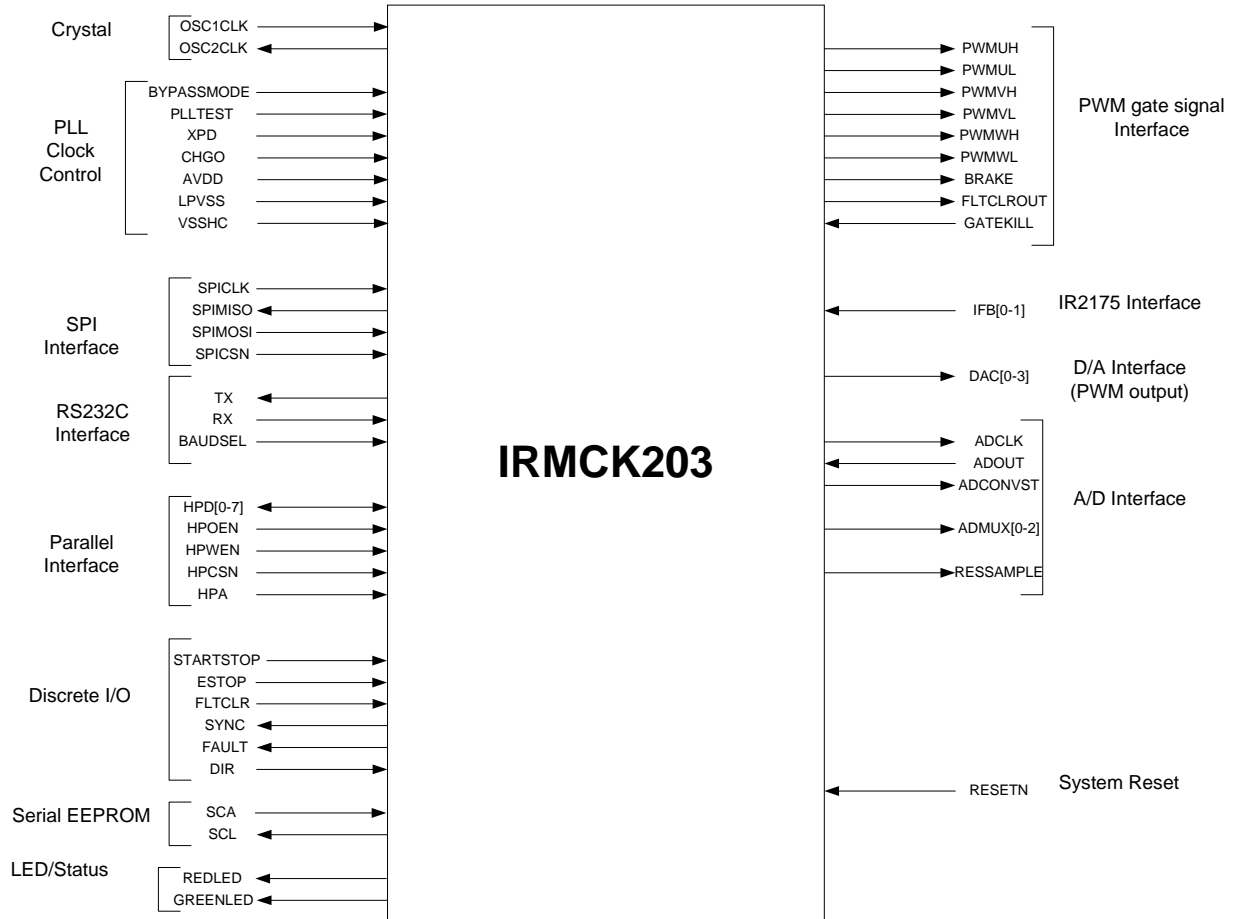 Crystal
OSC1CLK
OSC2CLK
PLL
Clock
Control
BYPASSMODE
PLLTEST
XPD
CHGO
AVDD
LPVSS
VSSHC
SPI
Interface
SPICLK
SPIMISO
SPIMOSI
SPICSN
RS232C
Interface
TX
RX
BAUDSEL
Parallel
Interface
HPD[0-7]
HPOEN
HPWEN
HPCSN
HPA
Discrete I/O
STARTSTOP
ESTOP
FLTCLR
SYNC
FAULT
DIR
Serial EEPROM
SCA
SCL
LED/Status
REDLED
GREENLED
IRMCK203
PWMUH
PWMUL
PWMVH
PWMVL
PWMWH
PWMWL
BRAKE
FLTCLROUT
GATEKILL
PWM gate signal
Interface
IFB[0-1]
IR2175 Interface
DAC[0-3]
D/A Interface
(PWM output)
ADCLK
ADOUT
ADCONVST
ADMUX[0-2]
RESSAMPLE
A/D Interface
RESETN
System Reset